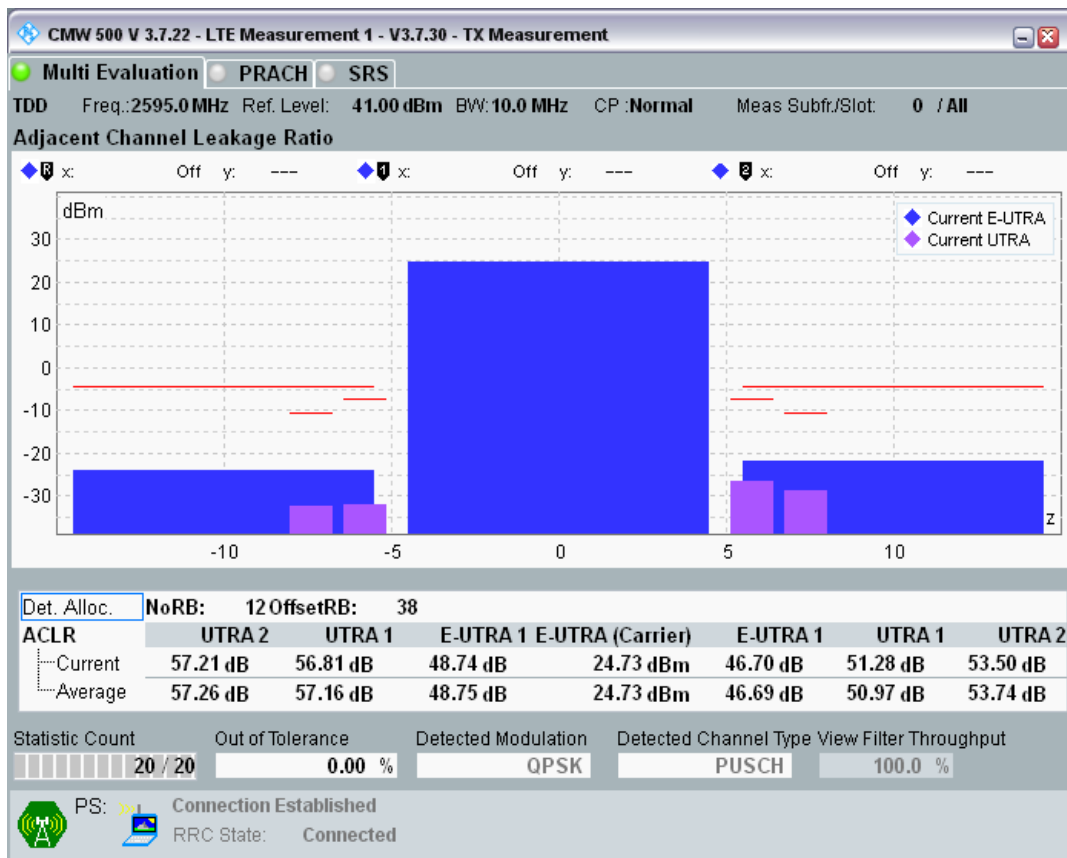 CMW 500 V 3.7.22 - LTE Measurement 1 - V3.7.30 - TX Measurement
Multi Evaluation PRACH SRS
TDD Freq.:2595.0 MHz Ref. Level: 41.00 dBm BW:10.0 MHz CP :Normal Meas Subfr./Slot: 0 / All
Adjacent Channel Leakage Ratio
R x: Off y: --- 1 x: Off y: --- 2 x: Off y: ---
dBm
Current E-UTRA
Current UTRA
30
20
10
0
-10
-20
-30
z
-10 -5 0 5 10
Det. Alloc. NoRB: 12 OffsetRB: 38
ACLR UTRA 2 UTRA 1 E-UTRA 1 E-UTRA (Carrier) E-UTRA 1 UTRA 1 UTRA 2
Current 57.21 dB 56.81 dB 48.74 dB 24.73 dBm 46.70 dB 51.28 dB 53.50 dB
Average 57.26 dB 57.16 dB 48.75 dB 24.73 dBm 46.69 dB 50.97 dB 53.74 dB
Statistic Count Out of Tolerance Detected Modulation Detected Channel Type View Filter Throughput
20 / 20 0.00 % QPSK PUSCH 100.0 %
PS: Connection Established
RRC State: Connected